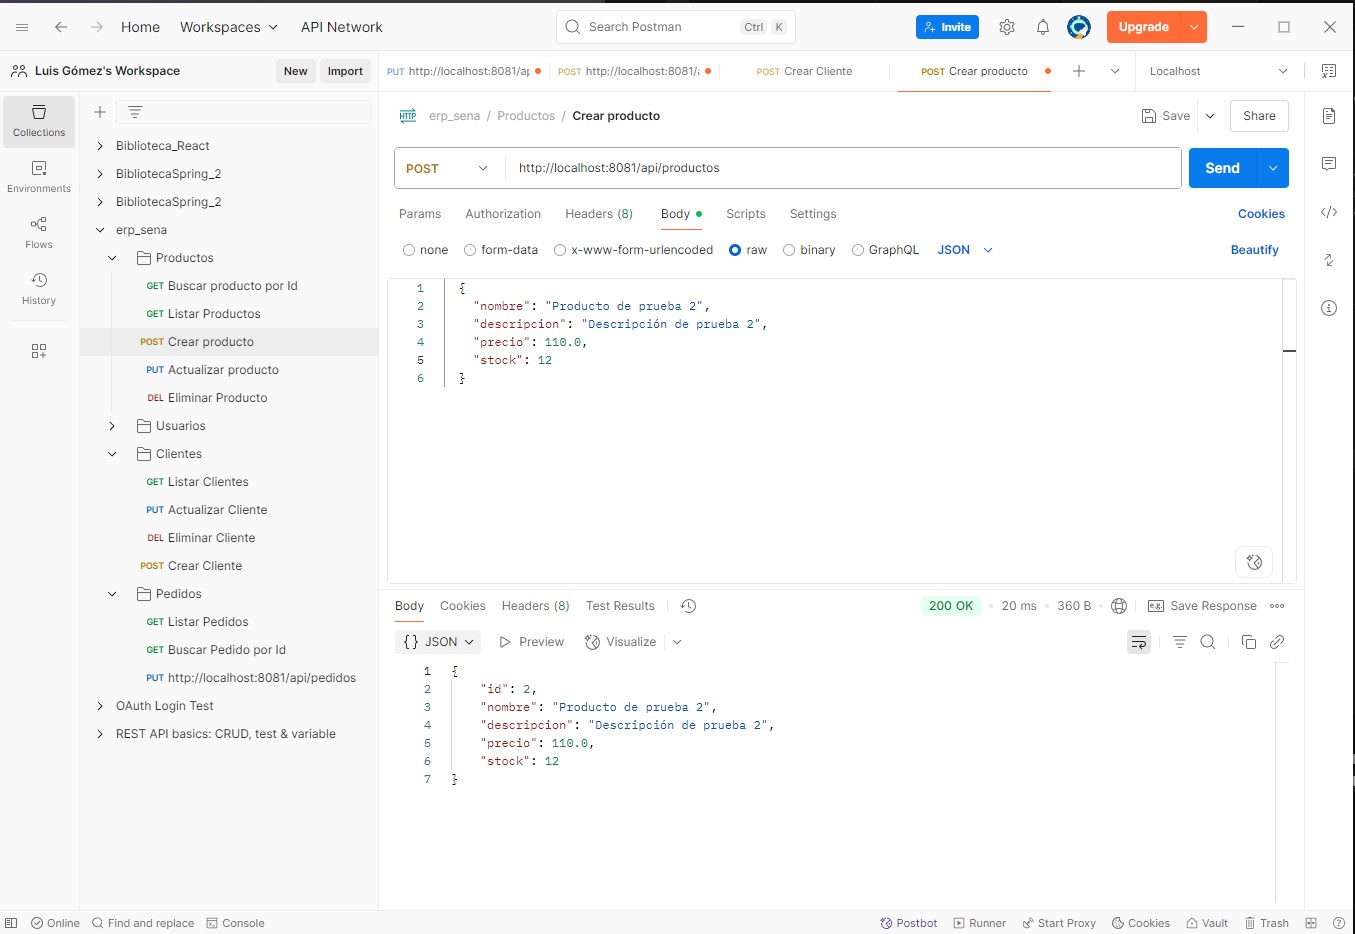 Home Workspaces API Network Search Postman Ctrl K Invite Upgrade
Luis Gómez's Workspace New Import PUT http://localhost:8081/ap POST http://localhost:8081/ POST Crear Cliente POST Crear producto Localhost
Collections
Environments
Flows
History
Biblioteca_React
BibliotecaSpring_2
BibliotecaSpring_2
erp_sena
Productos
GET Buscar producto por Id
GET Listar Productos
POST Crear producto
PUT Actualizar producto
DEL Eliminar Producto
Usuarios
Clientes
GET Listar Clientes
PUT Actualizar Cliente
DEL Eliminar Cliente
POST Crear Cliente
Pedidos
GET Listar Pedidos
GET Buscar Pedido por Id
PUT http://localhost:8081/api/pedidos
OAuth Login Test
REST API basics: CRUD, test & variable
HTTP erp_sena / Productos / Crear producto Save Share
POST http://localhost:8081/api/productos Send
Params Authorization Headers (8) Body Scripts Settings Cookies
none form-data x-www-form-urlencoded raw binary GraphQL JSON Beautify
1 {
2 "nombre": "Producto de prueba 2",
3 "descripcion": "Descripción de prueba 2",
4 "precio": 110.0,
5 "stock": 12
6 }
Body Cookies Headers (8) Test Results 200 OK 20 ms 360 B e.g. Save Response
{} JSON Preview Visualize
1 {
2 "id": 2,
3 "nombre": "Producto de prueba 2",
4 "descripcion": "Descripción de prueba 2",
5 "precio": 110.0,
6 "stock": 12
7 }
Online Find and replace Console Postbot Runner Start Proxy Cookies Vault Trash